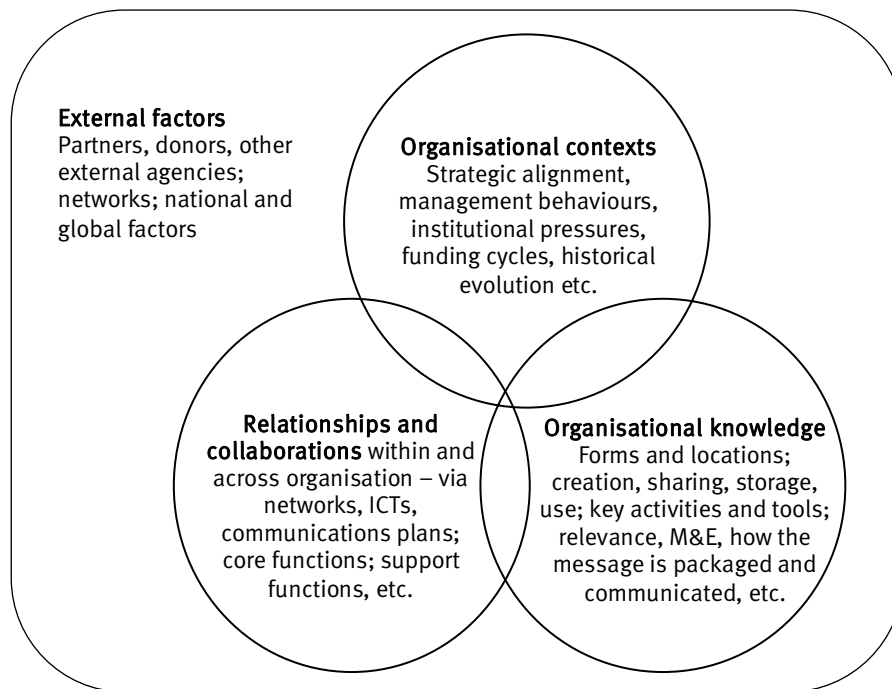 External factors
Partners, donors, other
external agencies;
networks; national and
global factors
Organisational contexts
Strategic alignment,
management behaviours,
institutional pressures,
funding cycles, historical
evolution etc.
Relationships and
collaborations within and
across organisation – via
networks, ICTs,
communications plans;
core functions; support
functions, etc.
Organisational knowledge
Forms and locations;
creation, sharing, storage,
use; key activities and tools;
relevance, M&E, how the
message is packaged and
communicated, etc.